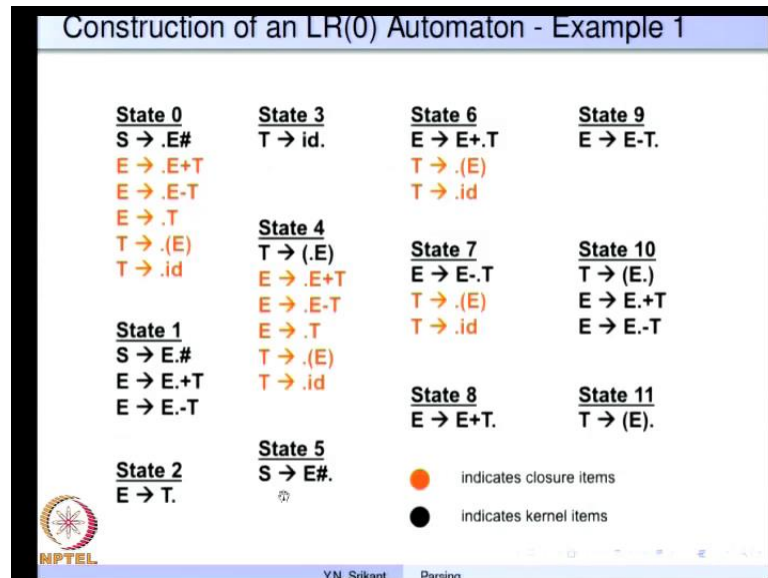 Construction of an LR(0) Automaton - Example 1
State 0
S → .E#
E → .E+T
E → .E-T
E → .T
T → .(E)
T → .id
State 1
S → E.#
E → E.+T
E → E.-T
State 2
E → T.
State 3
T → id.
State 4
T → (.E)
E → .E+T
E → .E-T
E → .T
T → .(E)
T → .id
State 5
S → E#.
State 6
E → E+.T
T → .(E)
T → .id
State 7
E → E-.T
T → .(E)
T → .id
State 8
E → E+T.
State 9
E → E-T.
State 10
T → (E.)
E → E.+T
E → E.-T
State 11
T → (E).
indicates closure items
indicates kernel items
NPTEL
Y.N. Srikant Parsing